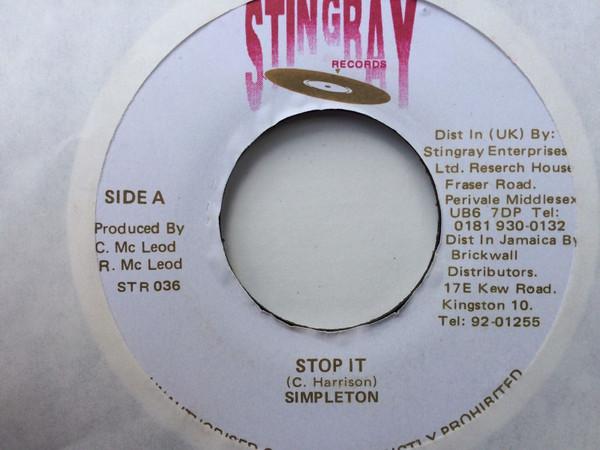 STINGRAY
RECORDS
SIDE A
Produced By
C. Mc Leod
R. Mc Leod
STR 036
Dist In (UK) By:
Stingray Enterprises
Ltd. Reserch House
Fraser Road.
Perivale Middlesex
UB6 7DP Tel:
0181 930-0132
Dist In Jamaica By
Brickwall
Distributors.
17E Kew Road.
Kingston 10.
Tel: 92-01255
STOP IT
(C. Harrison)
SIMPLETON
PROHIBITED